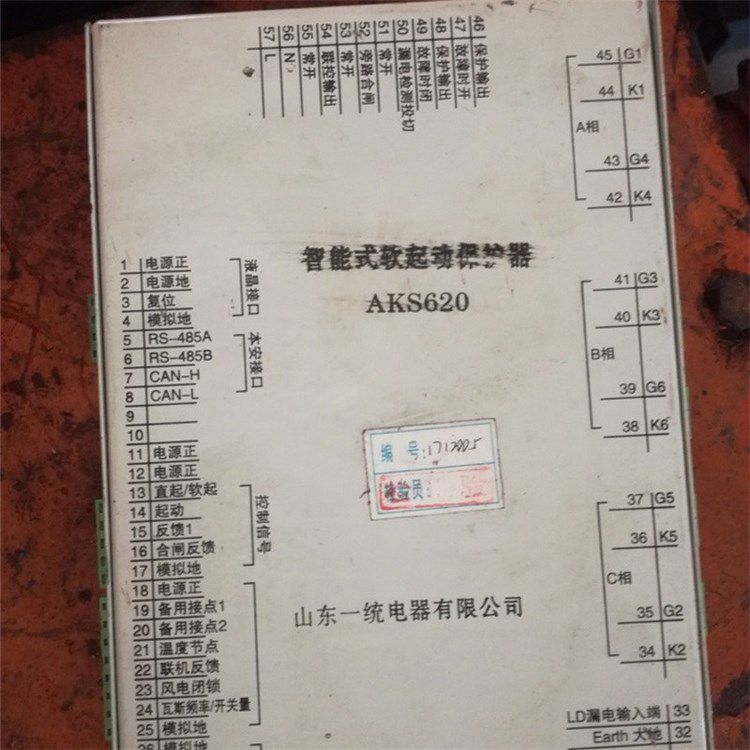 57 L
56 N
55 常开
54 联控输出
53 常开
52 旁路合闸
51 常开
50 漏电检测投切
49 故障时闭
48 保护输出
47 故障时开
46 保护输出
45 G1
44 K1
A相
43 G4
42 K4
智能式软起动保护器
AKS620
1 电源正
2 电源地
3 复位
4 模拟地
液晶接口
5 RS-485A
6 RS-485B
7 CAN-H
8 CAN-L
本安接口
9
10
11 电源正
12 电源正
13 直起/软起
14 起动
15 反馈1
16 合闸反馈
17 模拟地
控制信号
18 电源正
19 备用接点1
20 备用接点2
21 温度节点
22 联机反馈
23 风电闭锁
24 瓦斯频率/开关量
25 模拟地
26 模拟地
41 G3
40 K3
B相
39 G6
38 K6
编号:
检验员:
37 G5
36 K5
C相
35 G2
34 K2
山东一统电器有限公司
LD漏电输入端 33
Earth 大地 32